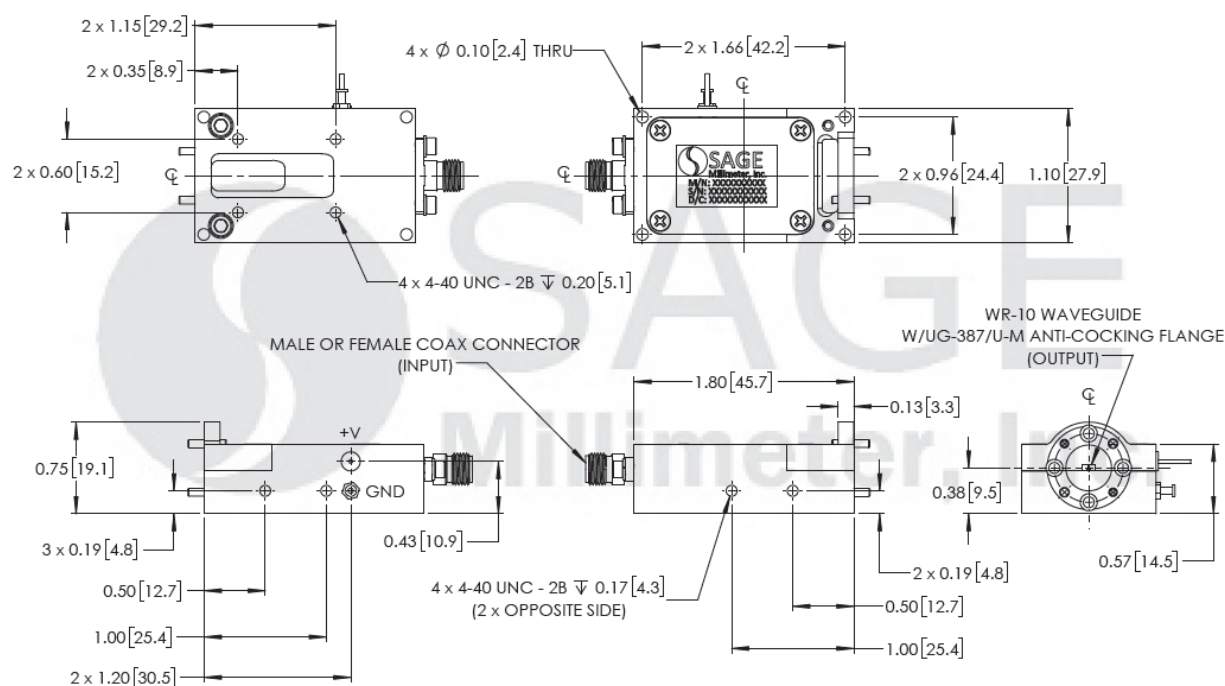 2 x 1.15[29.2]
2 x 0.35[8.9]
2 x 0.60[15.2]
℄
4 x 4-40 UNC - 2B ↧ 0.20[5.1]
4 x ∅ 0.10[2.4] THRU
2 x 1.66[42.2]
℄
℄
SAGE
Millimeter, Inc.
M/N: XXXXXXXXXX
S/N: XXXXXXXXXXX
D/C: XXXXXXXXXXX
2 x 0.96[24.4]
1.10[27.9]
SAGE
Millimeter, Inc
MALE OR FEMALE COAX CONNECTOR
(INPUT)
WR-10 WAVEGUIDE
W/UG-387/U-M ANTI-COCKING FLANGE
(OUTPUT)
℄
+V
GND
0.75[19.1]
3 x 0.19[4.8]
0.50[12.7]
1.00[25.4]
2 x 1.20[30.5]
0.43[10.9]
1.80[45.7]
0.13[3.3]
4 x 4-40 UNC - 2B ↧ 0.17[4.3]
(2 x OPPOSITE SIDE)
2 x 0.19[4.8]
0.50[12.7]
1.00[25.4]
0.38[9.5]
0.57[14.5]